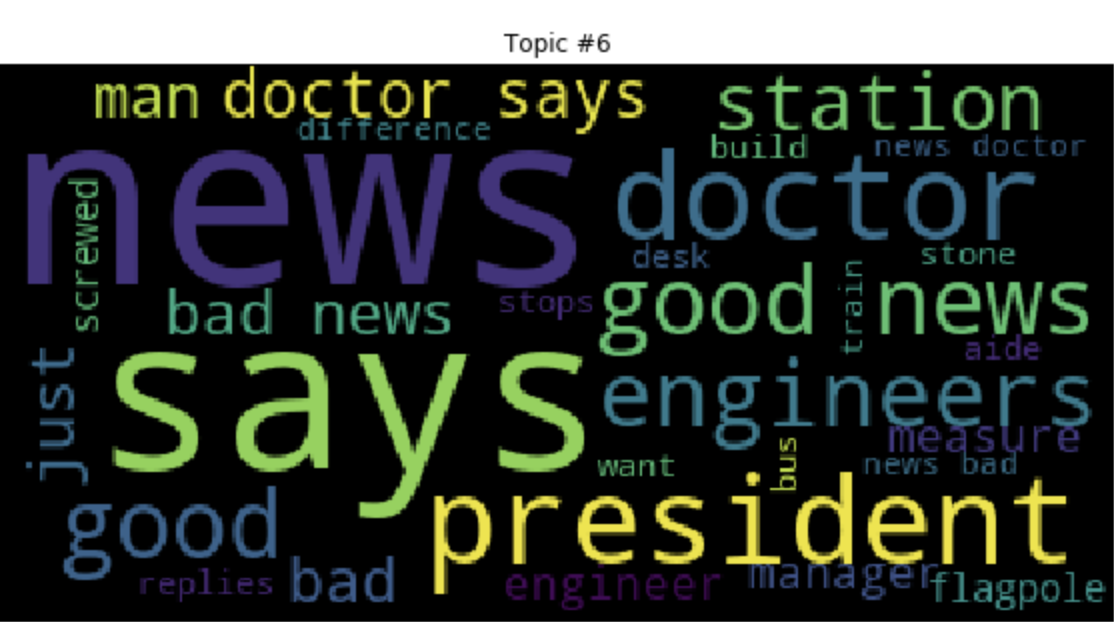 Topic #6
man doctor says station
difference
build news doctor
news
doctor
screwed
desk stone
bad news stops good news
train
aide
just
says
engineers
measure
want bus news bad
good president
replies bad engineer manager flagpole